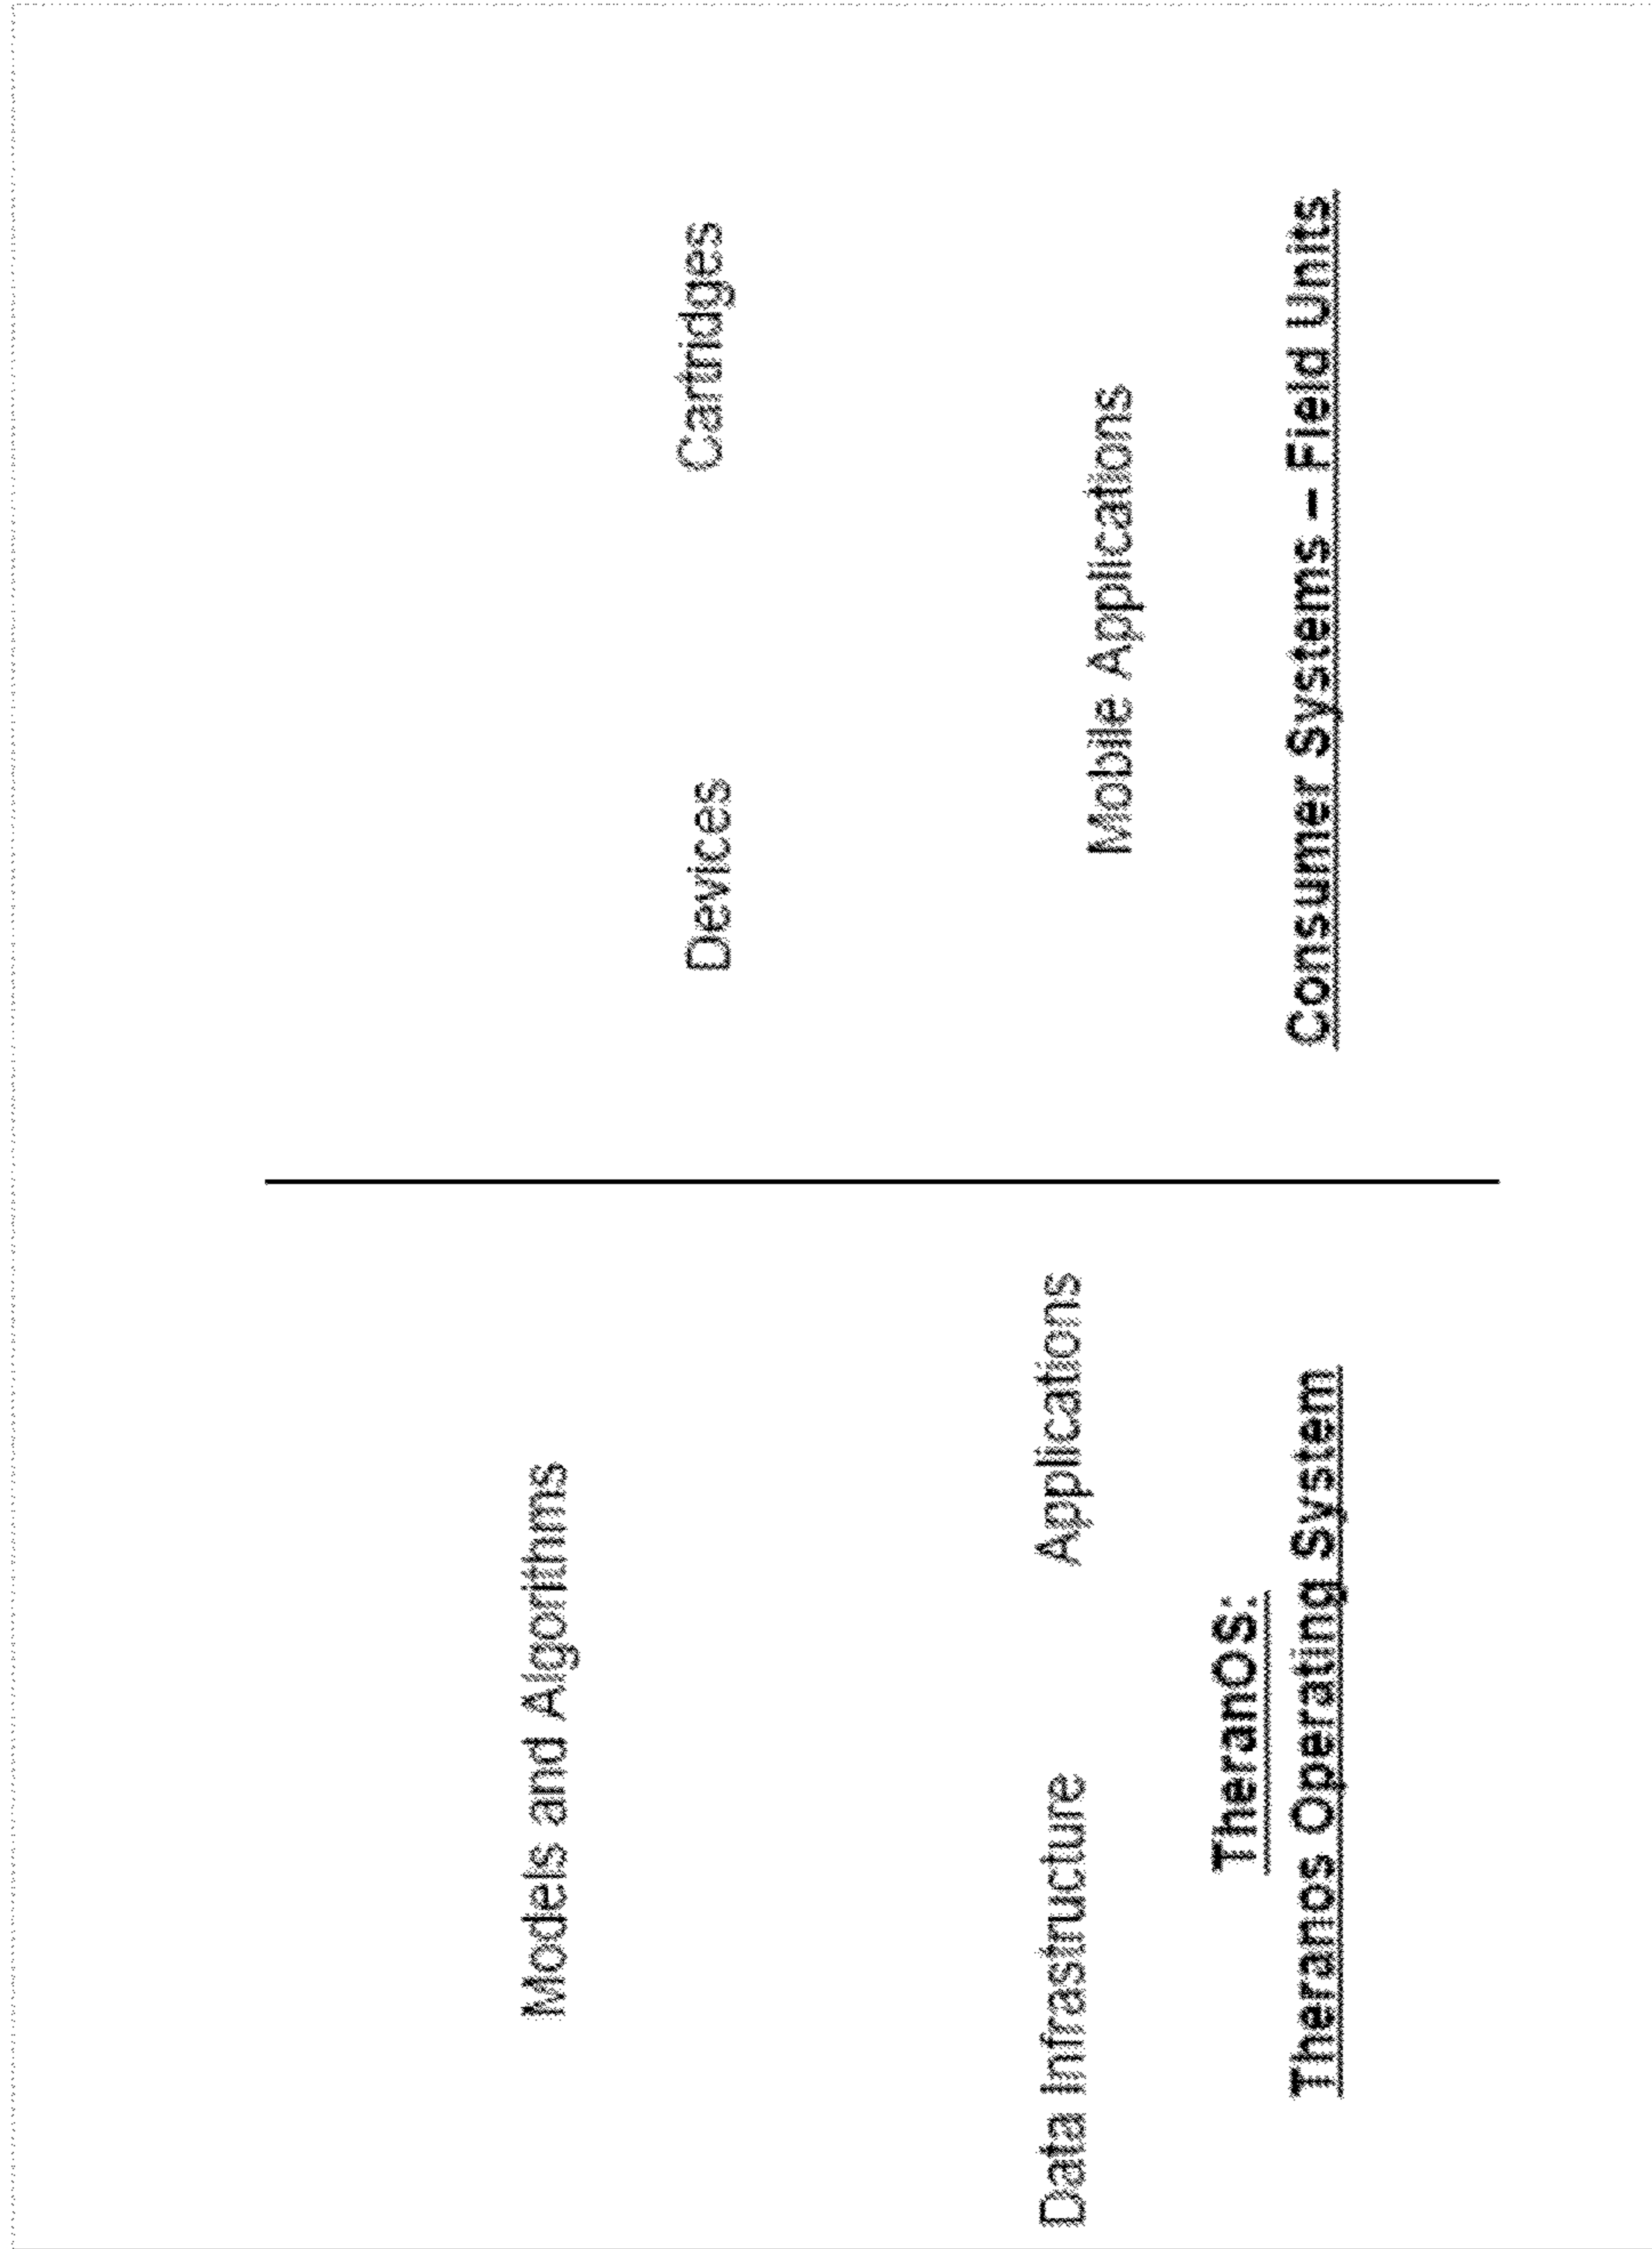 Models and Algorithms
Data Infrastructure
Applications
TheranOS:
Theranos Operating System
Devices
Cartridges
Mobile Applications
Consumer Systems – Field Units